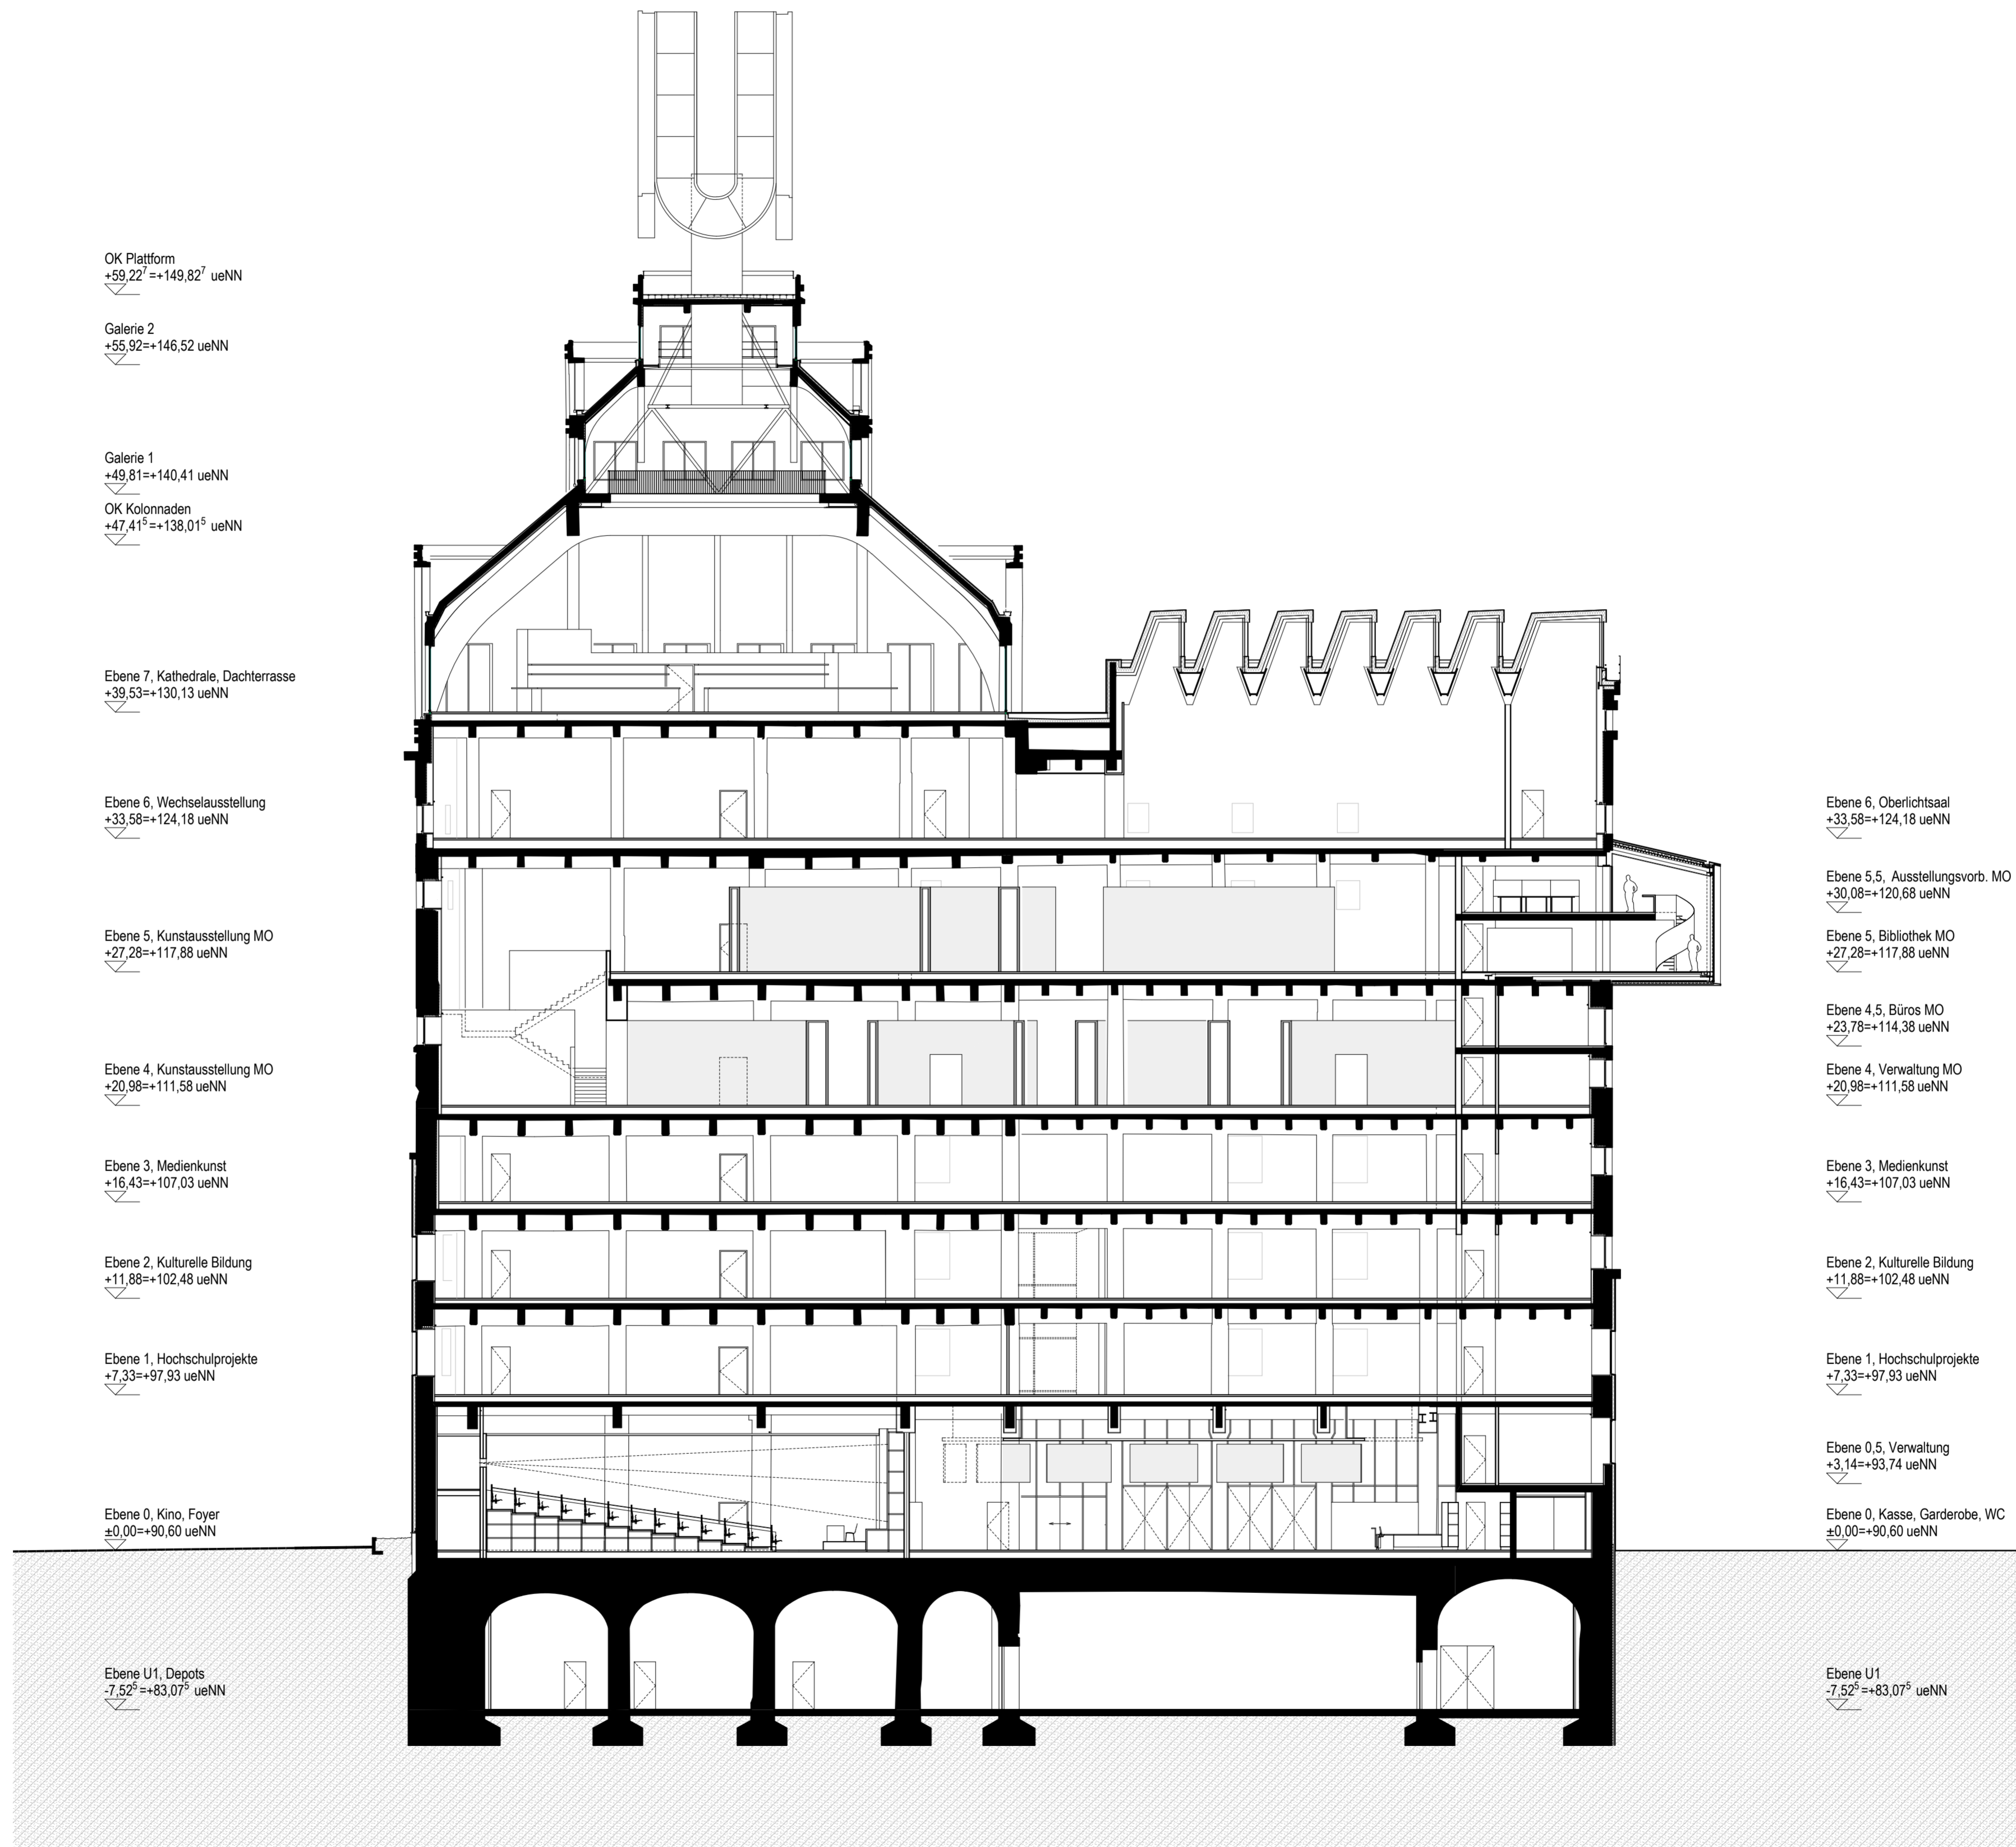 OK Plattform
+59,22⁷=+149,82⁷ ueNN
Galerie 2
+55,92=+146,52 ueNN
Galerie 1
+49,81=+140,41 ueNN
OK Kolonnaden
+47,41⁵=+138,01⁵ ueNN
Ebene 7, Kathedrale, Dachterrasse
+39,53=+130,13 ueNN
Ebene 6, Wechselausstellung
+33,58=+124,18 ueNN
Ebene 5, Kunstausstellung MO
+27,28=+117,88 ueNN
Ebene 4, Kunstausstellung MO
+20,98=+111,58 ueNN
Ebene 3, Medienkunst
+16,43=+107,03 ueNN
Ebene 2, Kulturelle Bildung
+11,88=+102,48 ueNN
Ebene 1, Hochschulprojekte
+7,33=+97,93 ueNN
Ebene 0, Kino, Foyer
±0,00=+90,60 ueNN
Ebene U1, Depots
-7,52⁵=+83,07⁵ ueNN
Ebene 6, Oberlichtsaal
+33,58=+124,18 ueNN
Ebene 5,5, Ausstellungsvorb. MO
+30,08=+120,68 ueNN
Ebene 5, Bibliothek MO
+27,28=+117,88 ueNN
Ebene 4,5, Büros MO
+23,78=+114,38 ueNN
Ebene 4, Verwaltung MO
+20,98=+111,58 ueNN
Ebene 3, Medienkunst
+16,43=+107,03 ueNN
Ebene 2, Kulturelle Bildung
+11,88=+102,48 ueNN
Ebene 1, Hochschulprojekte
+7,33=+97,93 ueNN
Ebene 0,5, Verwaltung
+3,14=+93,74 ueNN
Ebene 0, Kasse, Garderobe, WC
±0,00=+90,60 ueNN
Ebene U1
-7,52⁵=+83,07⁵ ueNN